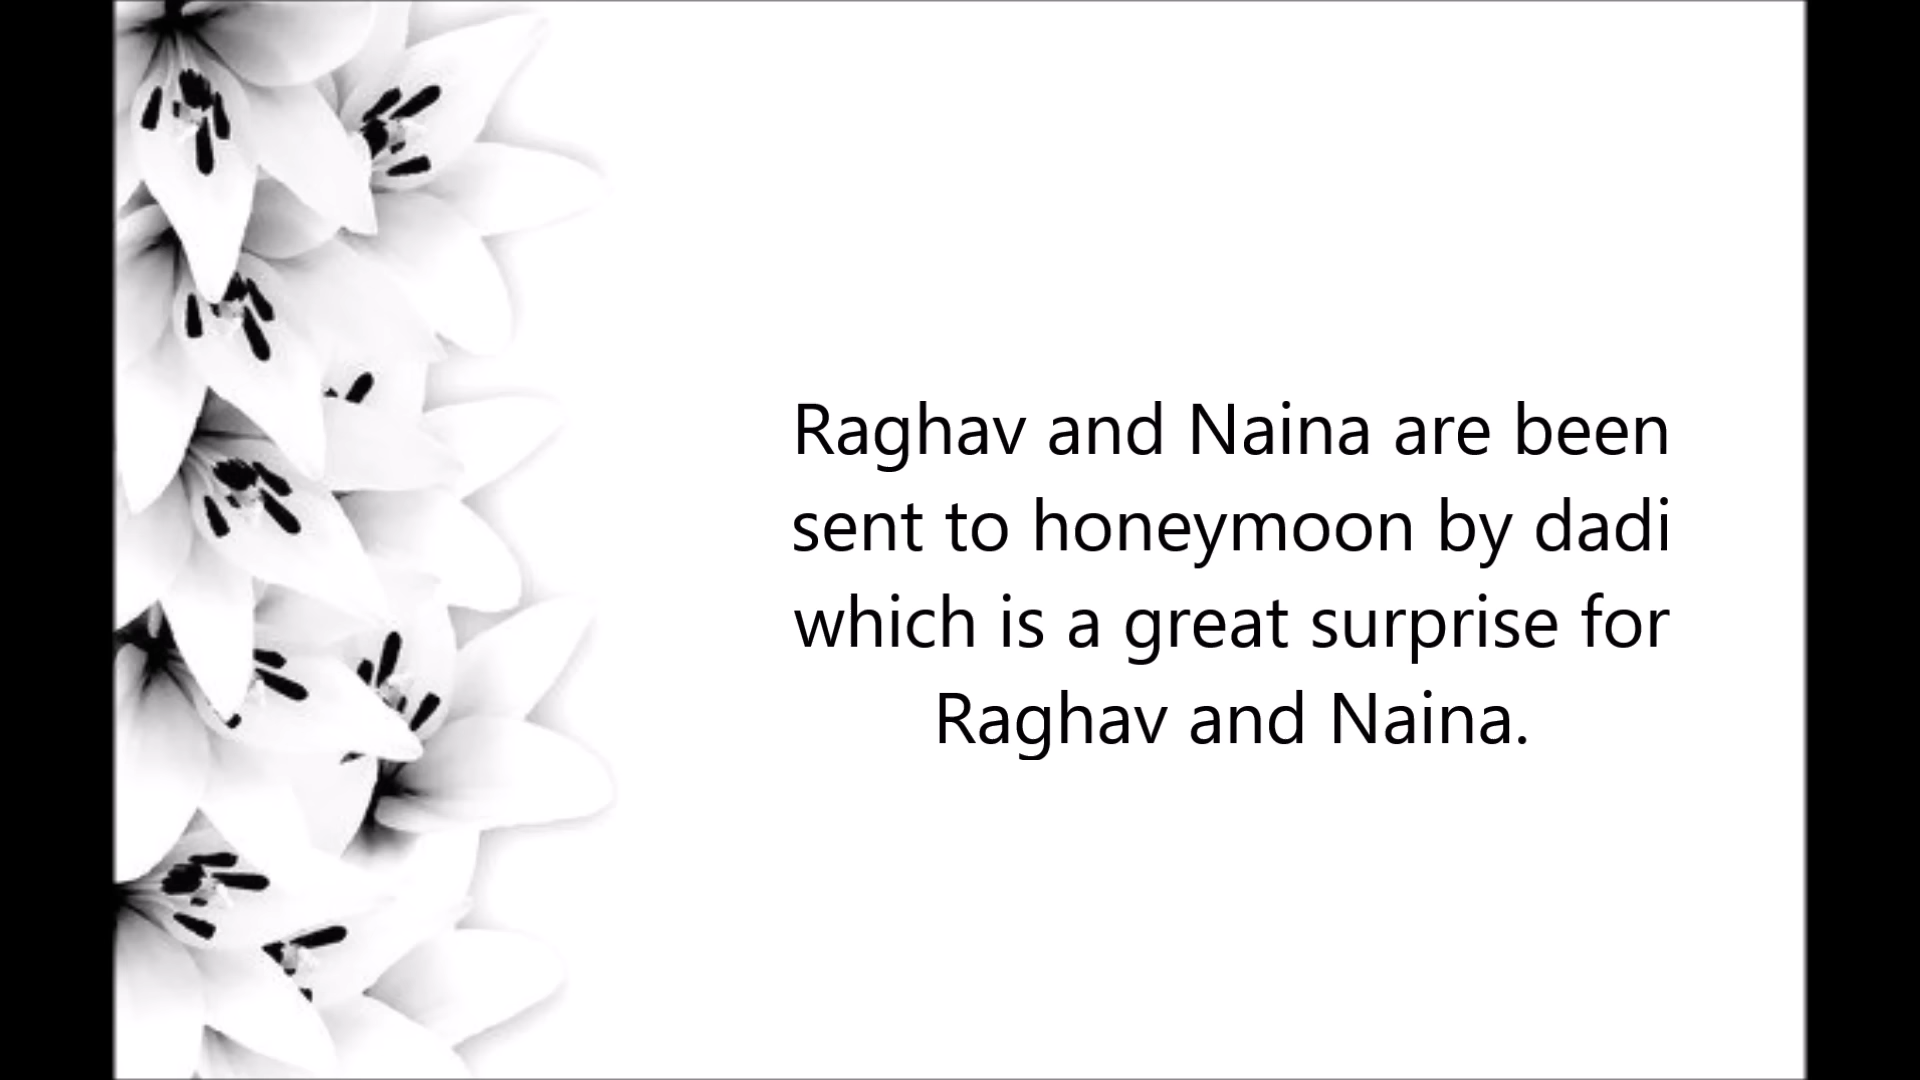 Raghav and Naina are been
sent to honeymoon by dadi
which is a great surprise for
Raghav and Naina.